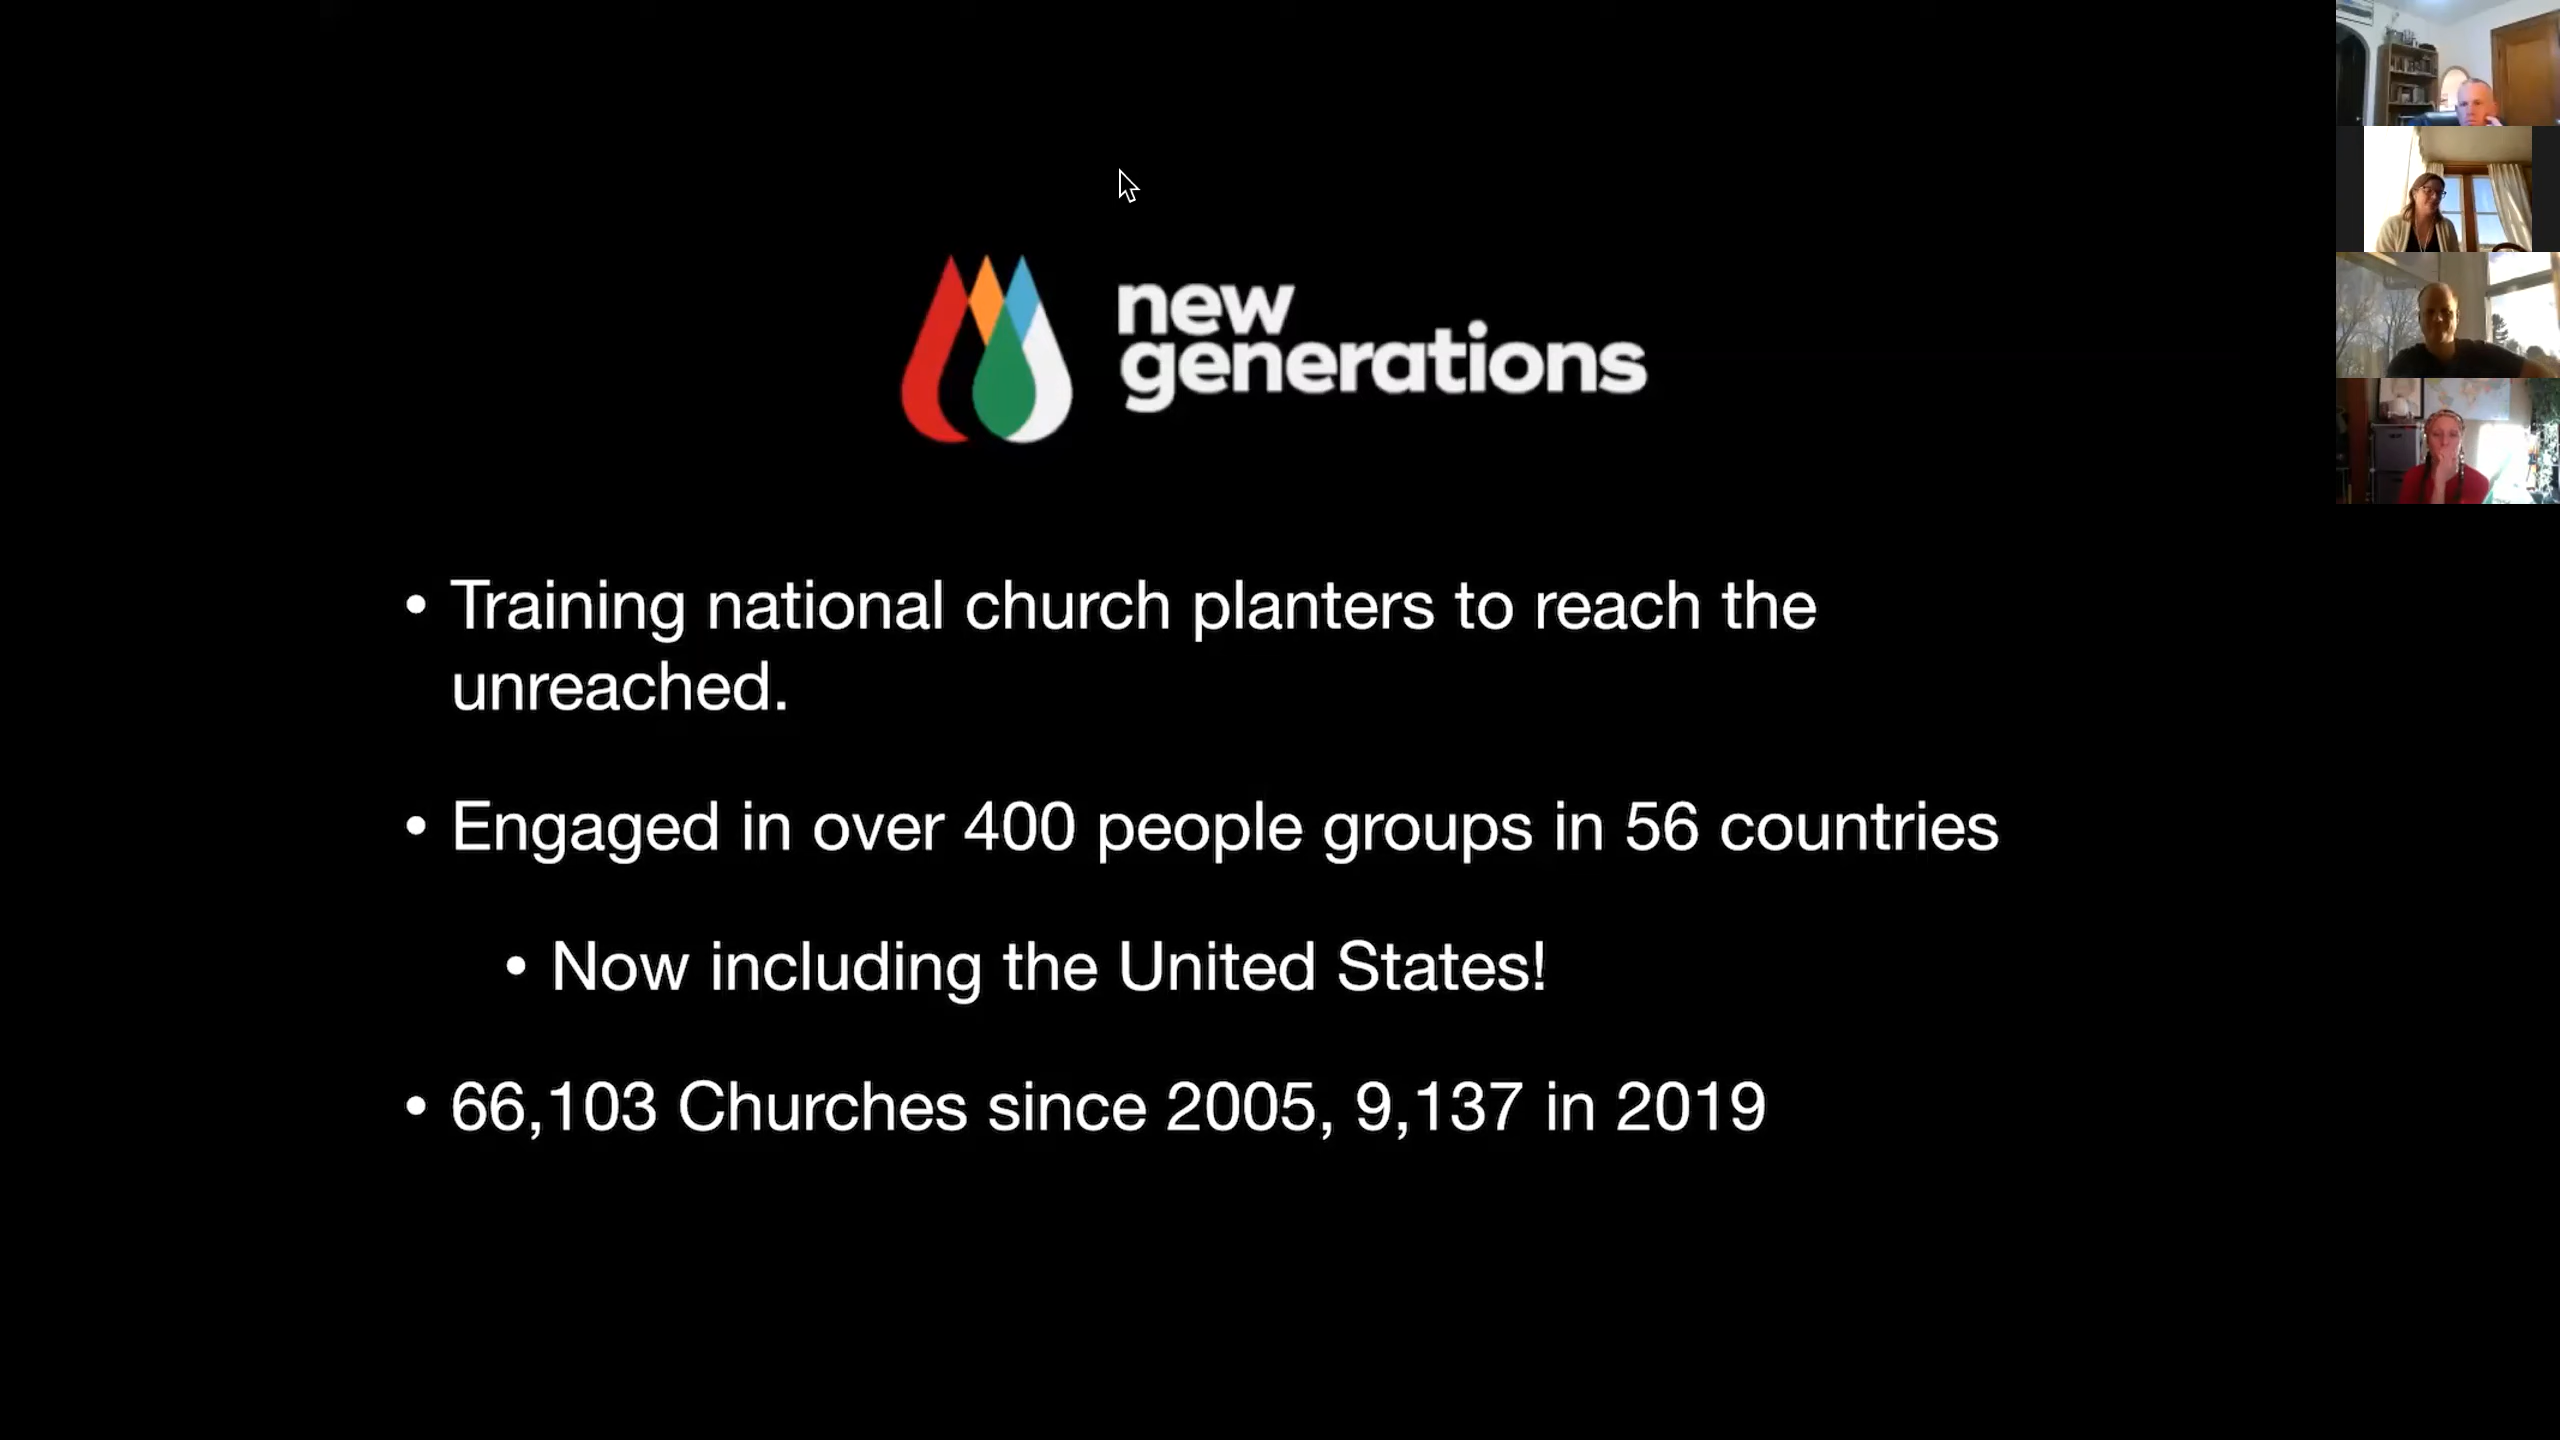 new
generations
• Training national church planters to reach the
unreached.
• Engaged in over 400 people groups in 56 countries
• Now including the United States!
• 66,103 Churches since 2005, 9,137 in 2019